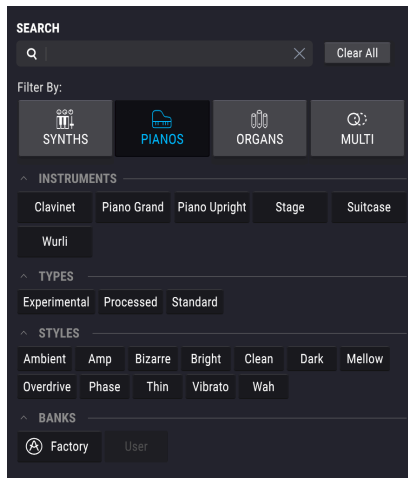 SEARCH
Clear All
Filter By:
SYNTHS PIANOS ORGANS MULTI
INSTRUMENTS
Clavinet Piano Grand Piano Upright Stage Suitcase
Wurli
TYPES
Experimental Processed Standard
STYLES
Ambient Amp Bizarre Bright Clean Dark Mellow
Overdrive Phase Thin Vibrato Wah
BANKS
Factory User